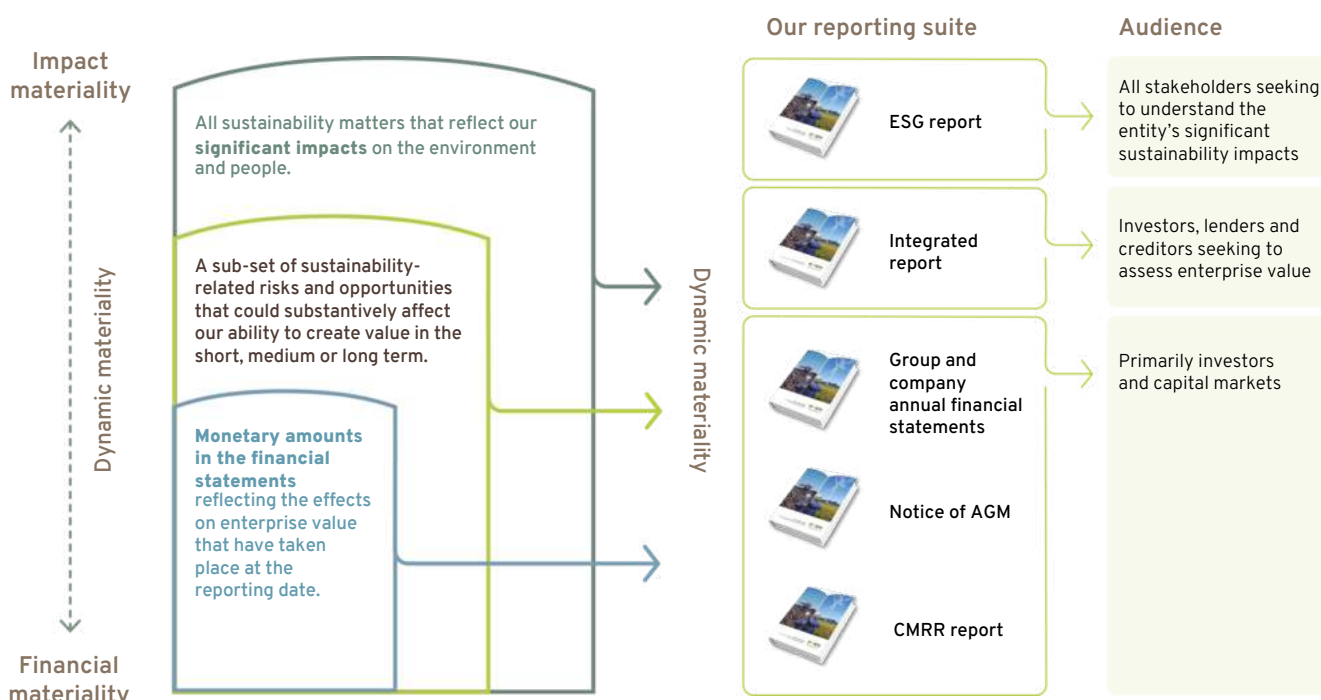 Impact
materiality
Dynamic materiality
Financial
materiality
All sustainability matters that reflect our
significant impacts on the environment
and people.
A sub-set of sustainability-
related risks and opportunities
that could substantively affect
our ability to create value in the
short, medium or long term.
Monetary amounts
in the financial
statements
reflecting the effects
on enterprise value
that have taken
place at the
reporting date.
Dynamic materiality
Our reporting suite
ESG report
Integrated
report
Group and
company
annual financial
statements
Notice of AGM
CMRR report
Audience
All stakeholders seeking
to understand the
entity’s significant
sustainability impacts
Investors, lenders and
creditors seeking to
assess enterprise value
Primarily investors
and capital markets